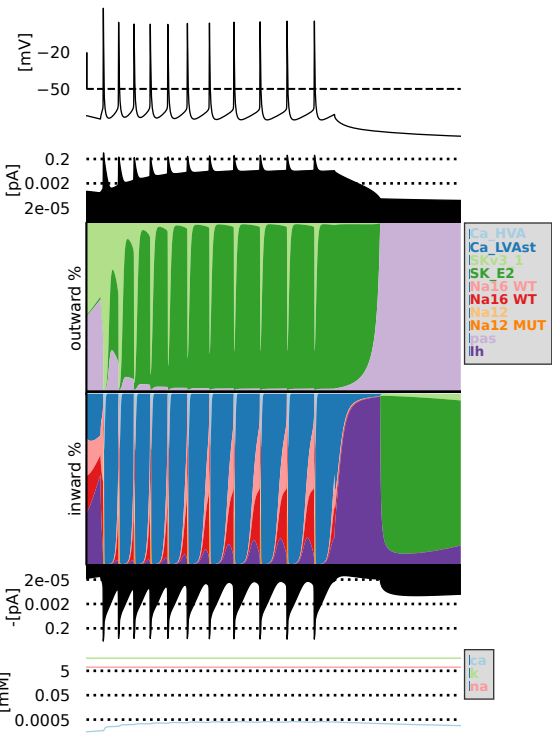 [mV]
−20
−50
[pA]
0.2
0.002
2e-05
outward %
Ca_HVA
Ca_LVAst
SKv3_1
SK_E2
Na16 WT
Na16 WT
Na12
Na12 MUT
pas
Ih
inward %
-[pA]
2e-05
0.002
0.2
[mM]
5
0.05
0.0005
ca
k
na